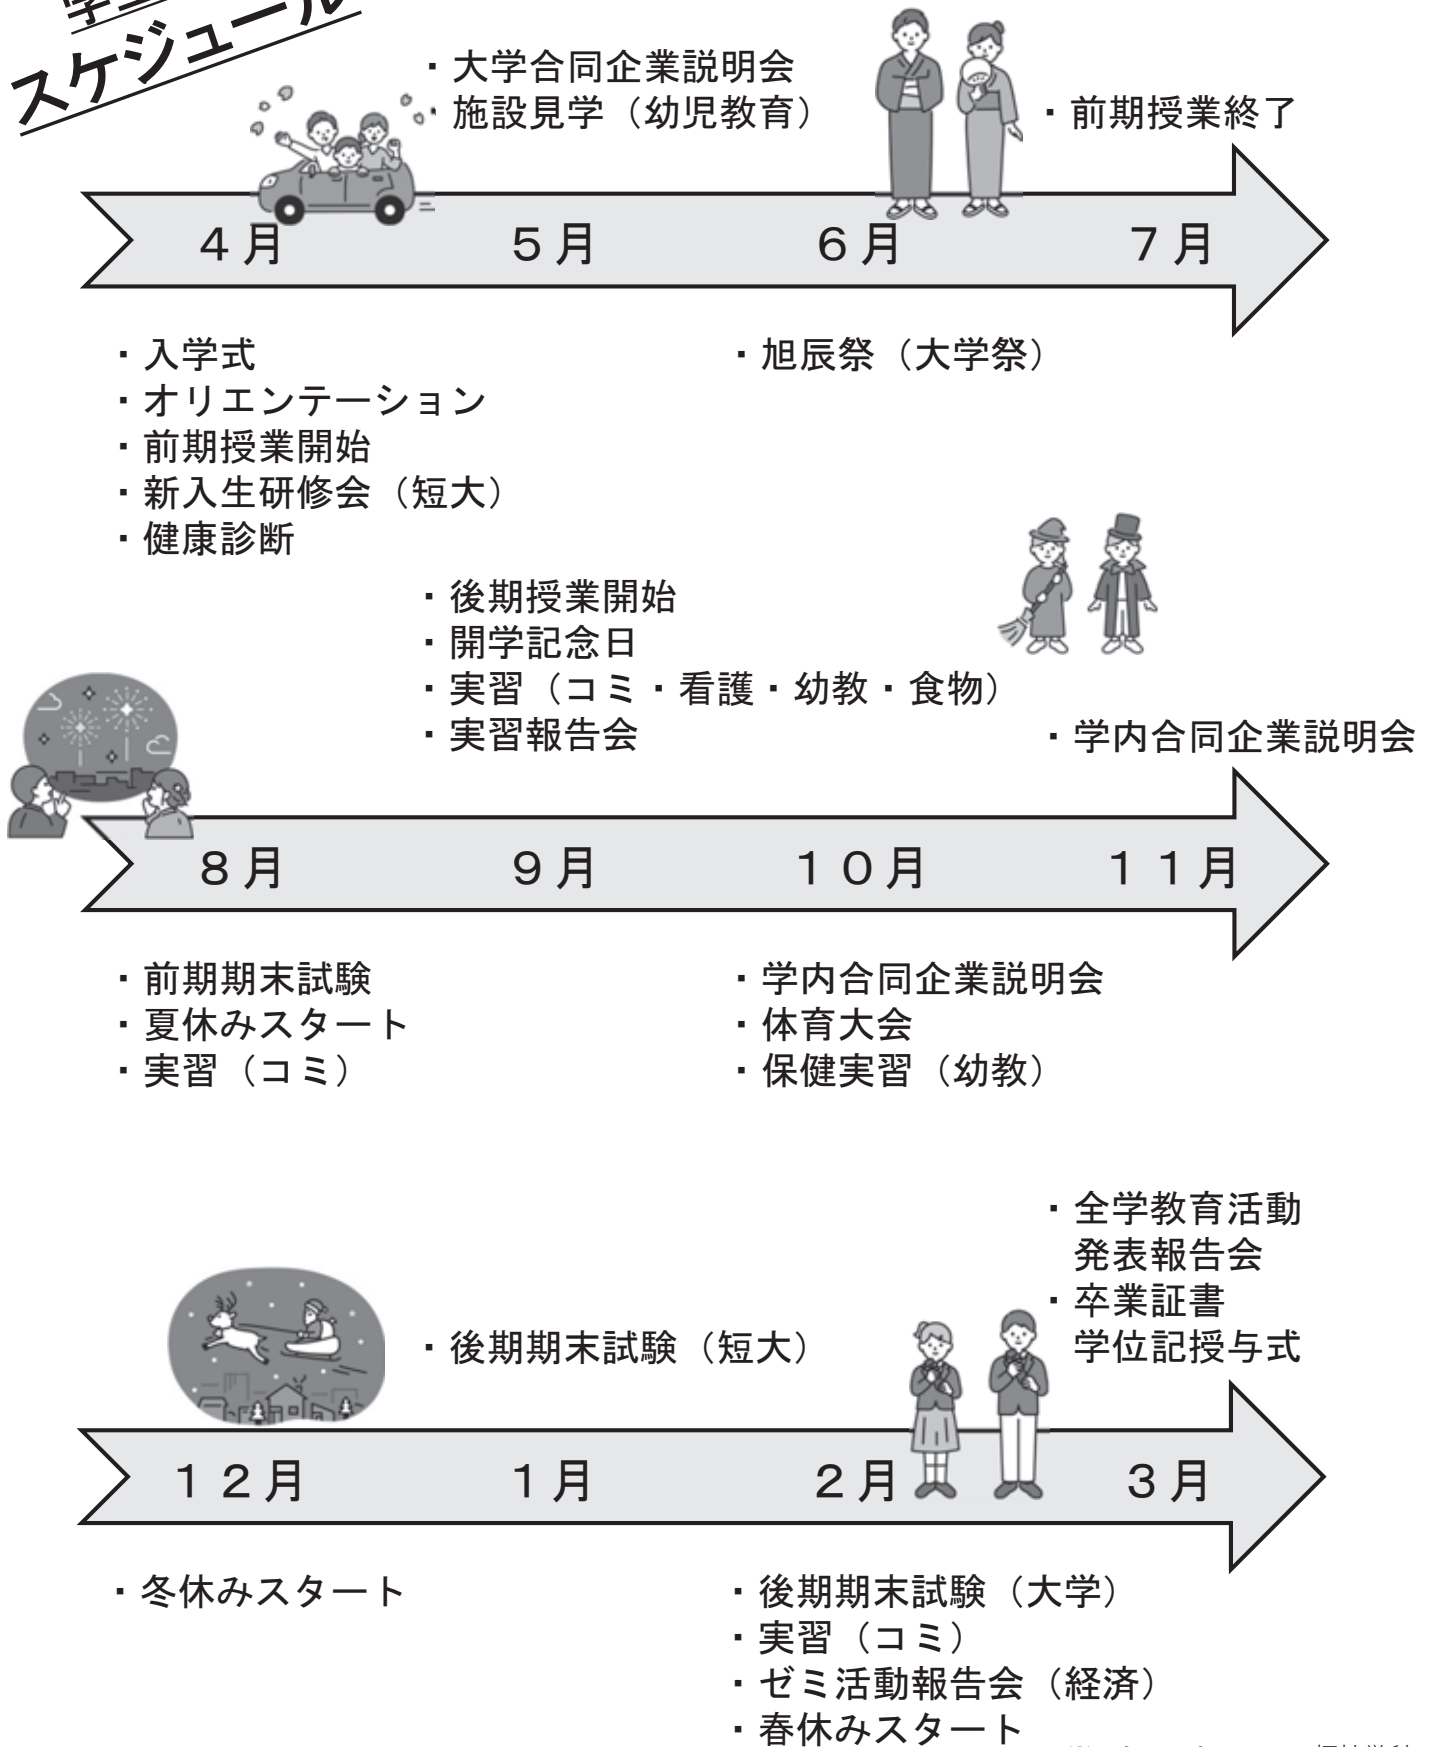 スケジュール
・大学合同企業説明会
・施設見学（幼児教育）
・前期授業終了
４月 ５月 ６月 ７月
・入学式
・オリエンテーション
・前期授業開始
・新入生研修会（短大）
・健康診断
・旭辰祭（大学祭）
・後期授業開始
・開学記念日
・実習（コミ・看護・幼教・食物）
・実習報告会
・学内合同企業説明会
８月 ９月 １０月 １１月
・前期期末試験
・夏休みスタート
・実習（コミ）
・学内合同企業説明会
・体育大会
・保健実習（幼教）
・後期期末試験（短大）
・全学教育活動
発表報告会
・卒業証書
学位記授与式
１２月 １月 ２月 ３月
・冬休みスタート
・後期期末試験（大学）
・実習（コミ）
・ゼミ活動報告会（経済）
・春休みスタート